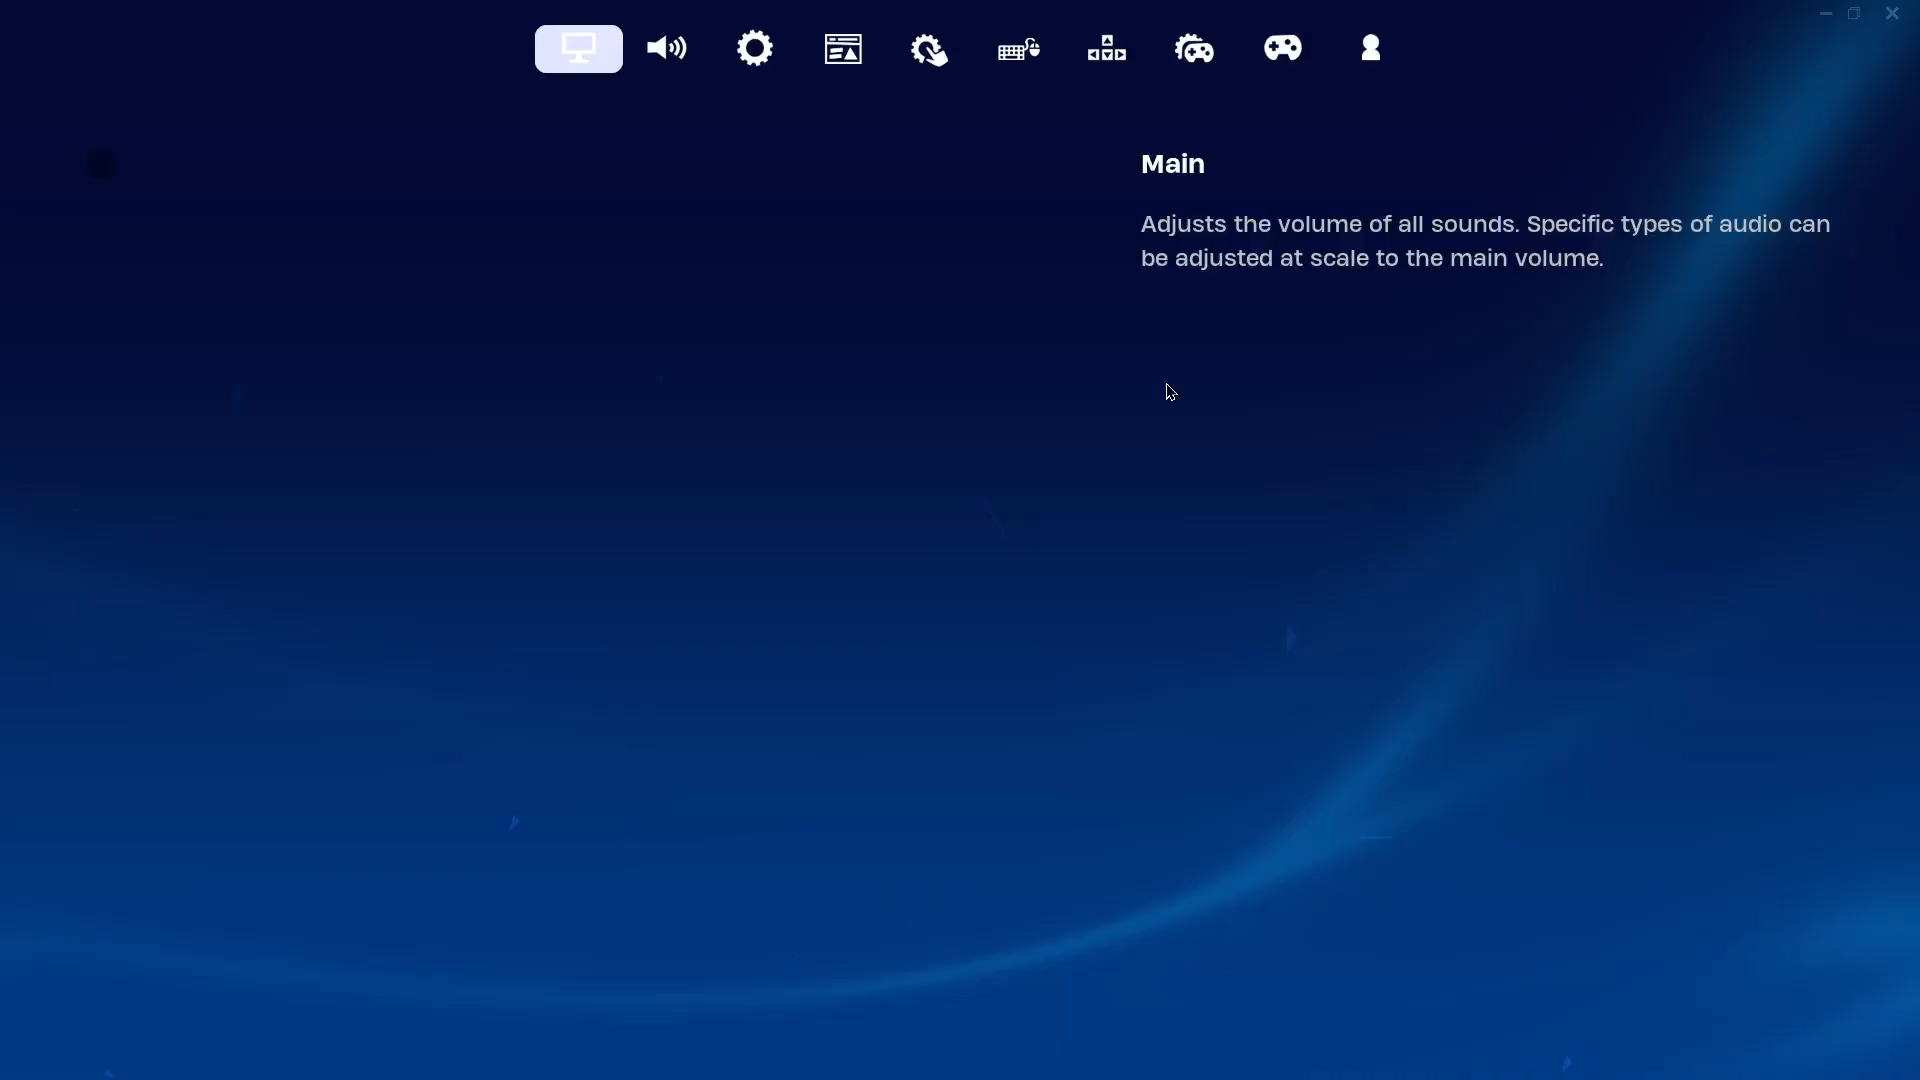 Main
Adjusts the volume of all sounds. Specific types of audio can
be adjusted at scale to the main volume.